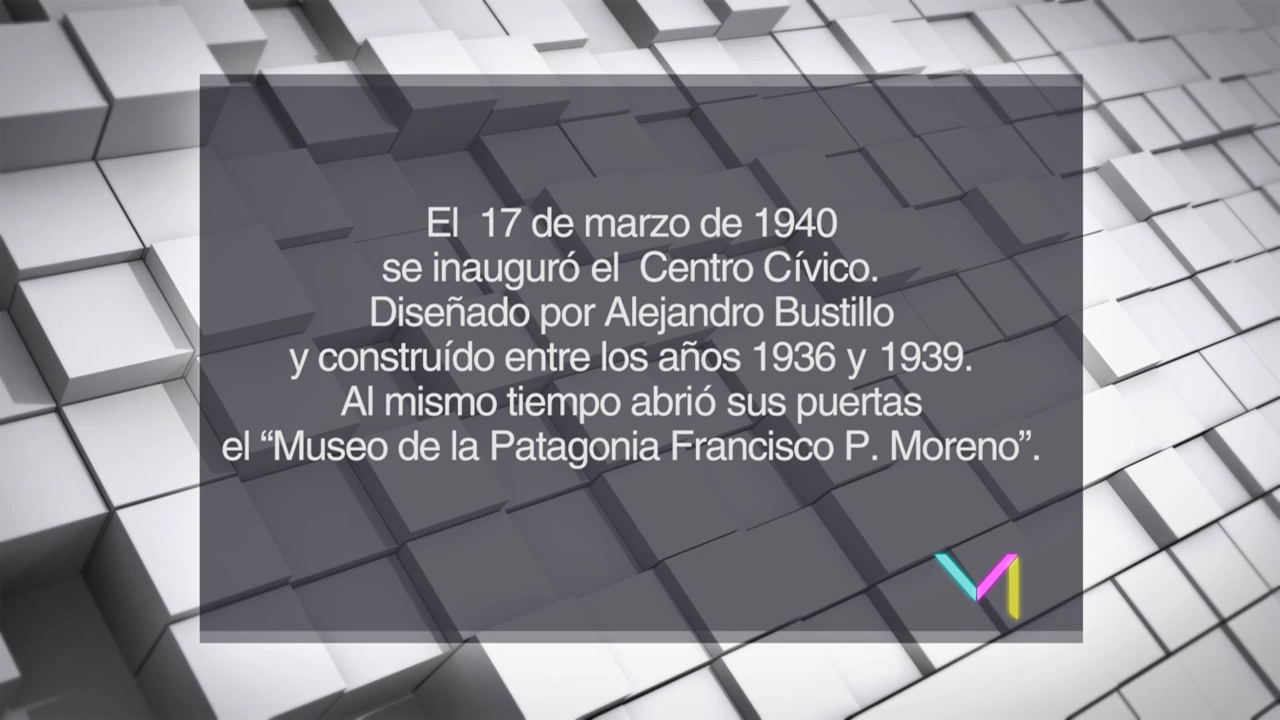 El  17 de marzo de 1940
se inauguró el  Centro Cívico.
Diseñado por Alejandro Bustillo
y construído entre los años 1936 y 1939.
Al mismo tiempo abrió sus puertas
el “Museo de la Patagonia Francisco P. Moreno”.